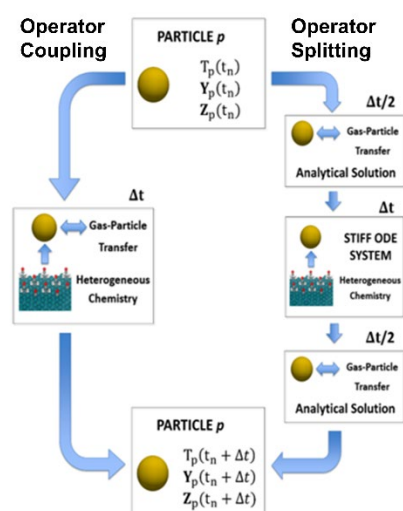 Operator
Coupling
PARTICLE p
Tp(tn)
Yp(tn)
Zp(tn)
Operator
Splitting
Δt
Gas-Particle
Transfer
Heterogeneous
Chemistry
Δt/2
Gas-Particle
Transfer
Analytical Solution
Δt
STIFF ODE
SYSTEM
Heterogeneous
Chemistry
Δt/2
Gas-Particle
Transfer
Analytical Solution
PARTICLE p
Tp(tn + Δt)
Yp(tn + Δt)
Zp(tn + Δt)